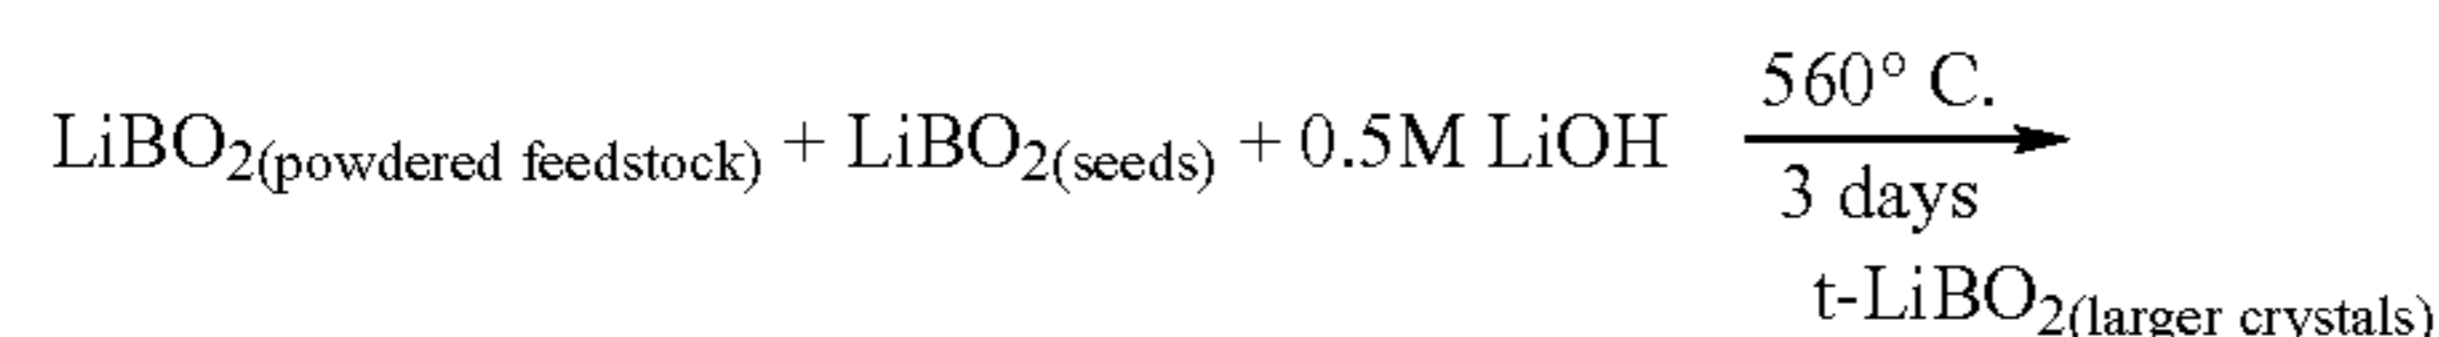 560° C.
LiBO2(powdered feedstock) + LiBO2(seeds) + 0.5M LiOH
3 days
t-LiBO2(larger crystals)